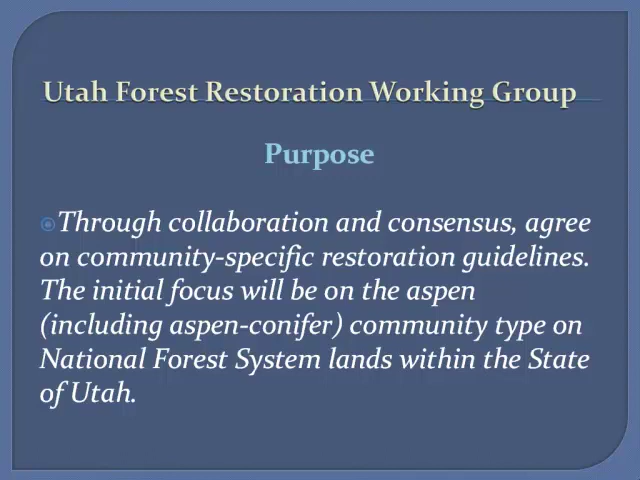 Utah Forest Restoration Working Group
Purpose
Through collaboration and consensus, agree
on community-specific restoration guidelines.
The initial focus will be on the aspen
(including aspen-conifer) community type on
National Forest System lands within the State
of Utah.